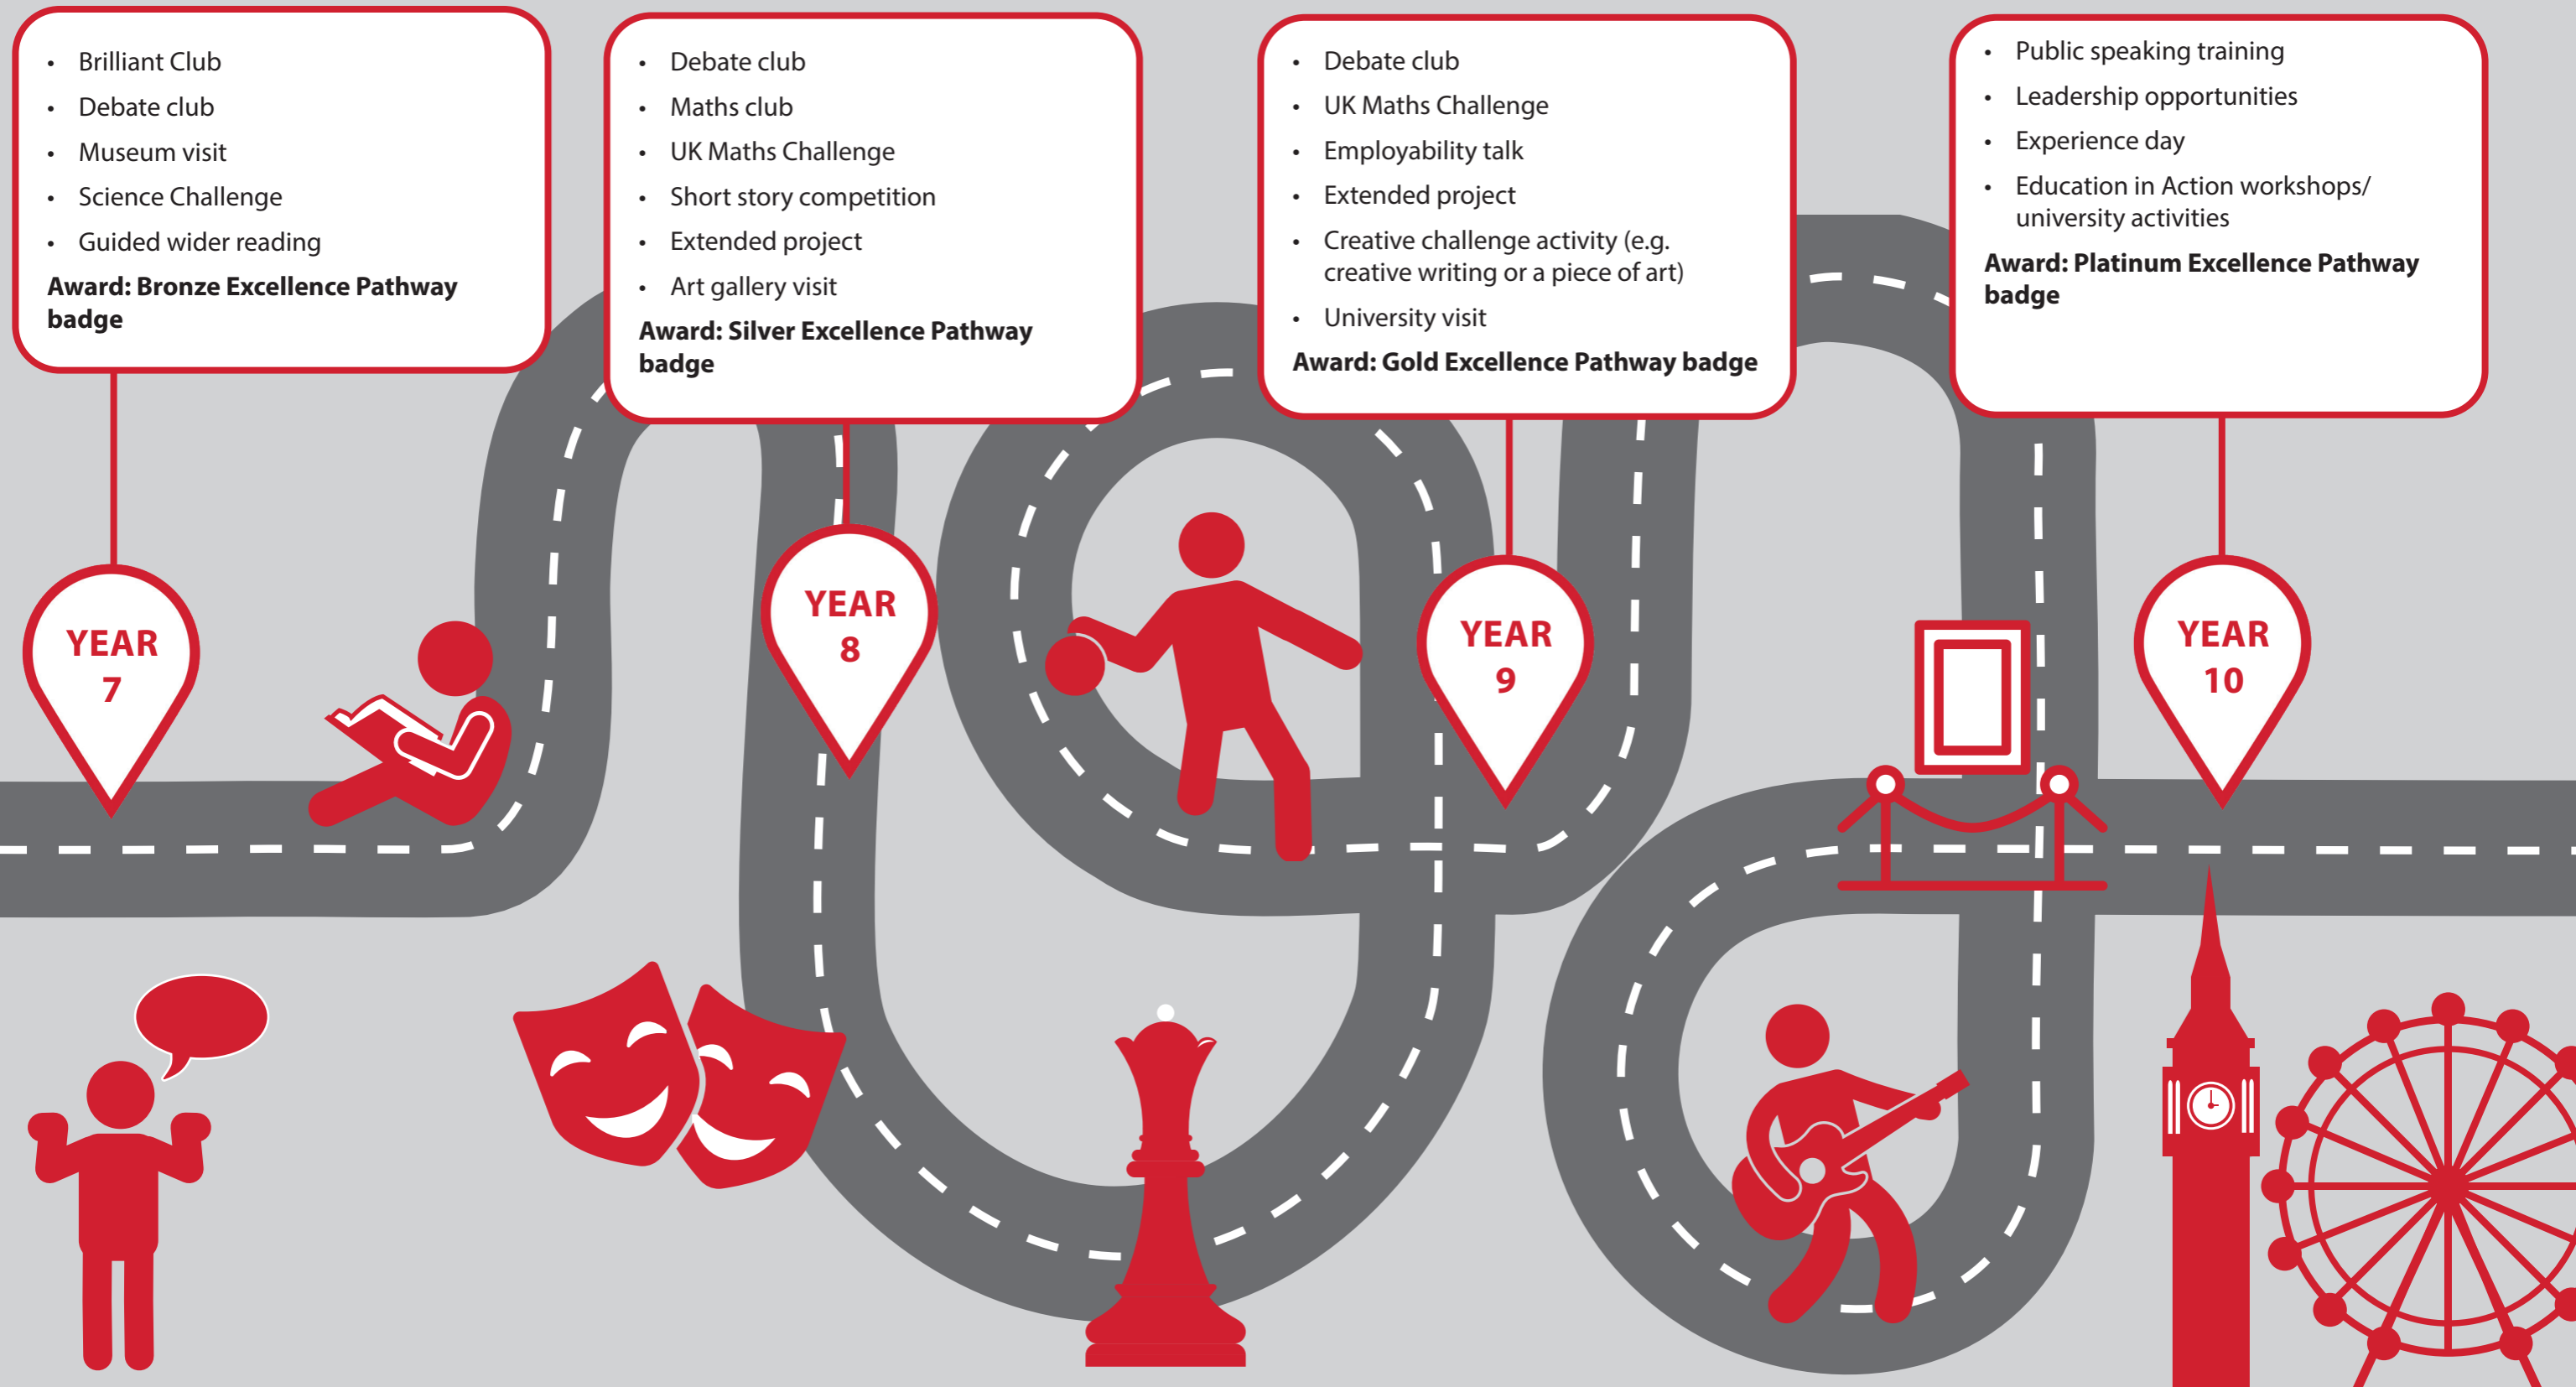 • Brilliant Club
• Debate club
• Museum visit
• Science Challenge
• Guided wider reading
Award: Bronze Excellence Pathway
badge
YEAR
7
• Debate club
• Maths club
• UK Maths Challenge
• Short story competition
• Extended project
• Art gallery visit
Award: Silver Excellence Pathway
badge
YEAR
8
• Debate club
• UK Maths Challenge
• Employability talk
• Extended project
• Creative challenge activity (e.g.
creative writing or a piece of art)
• University visit
Award: Gold Excellence Pathway badge
YEAR
9
• Public speaking training
• Leadership opportunities
• Experience day
• Education in Action workshops/
university activities
Award: Platinum Excellence Pathway
badge
YEAR
10